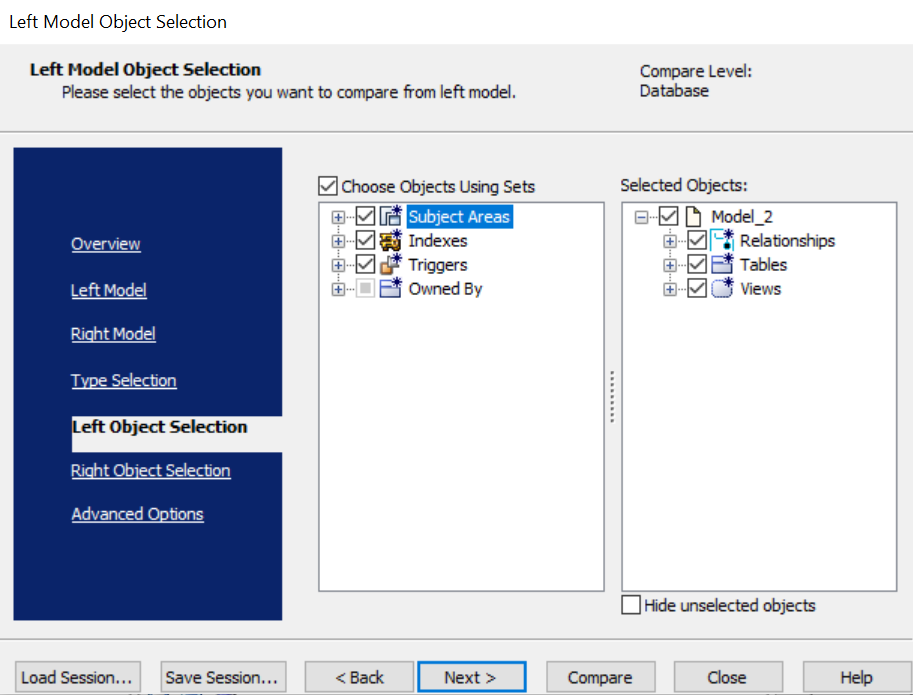 Left Model Object Selection
Left Model Object Selection
Please select the objects you want to compare from left model.
Compare Level:
Database
Overview
Left Model
Right Model
Type Selection
Left Object Selection
Right Object Selection
Advanced Options
Choose Objects Using Sets
Subject Areas
Indexes
Triggers
Owned By
Selected Objects:
Model_2
Relationships
Tables
Views
Hide unselected objects
Load Session...
Save Session...
< Back
Next >
Compare
Close
Help